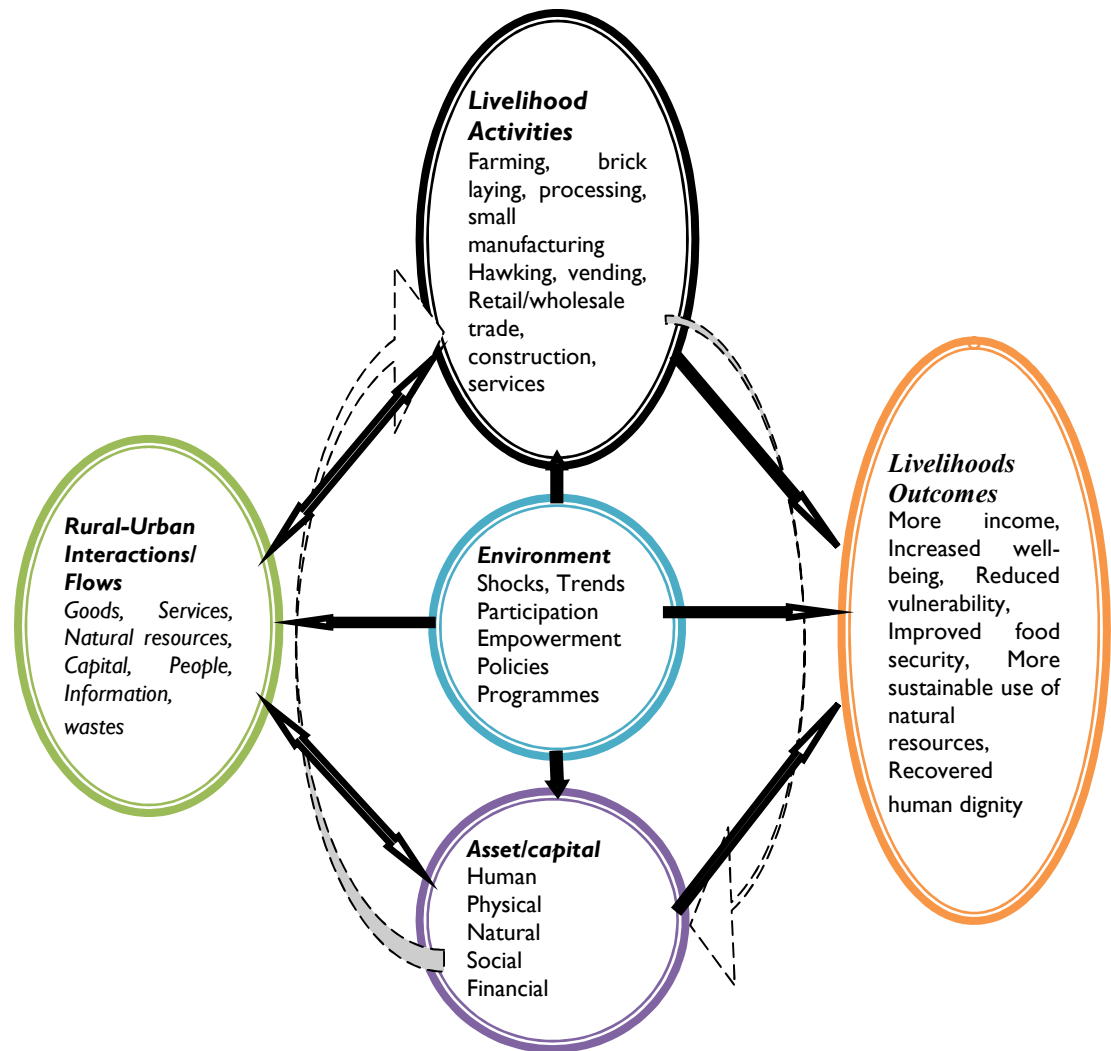 Livelihood
Activities
Farming, brick
laying, processing,
small
manufacturing
Hawking, vending,
Retail/wholesale
trade,
construction,
services
Rural-Urban
Interactions/
Flows
Goods, Services,
Natural resources,
Capital, People,
Information,
wastes
Environment
Shocks, Trends
Participation
Empowerment
Policies
Programmes
Livelihoods
Outcomes
More income,
Increased well-
being, Reduced
vulnerability,
Improved food
security, More
sustainable use of
natural
resources,
Recovered
human dignity
Asset/capital
Human
Physical
Natural
Social
Financial